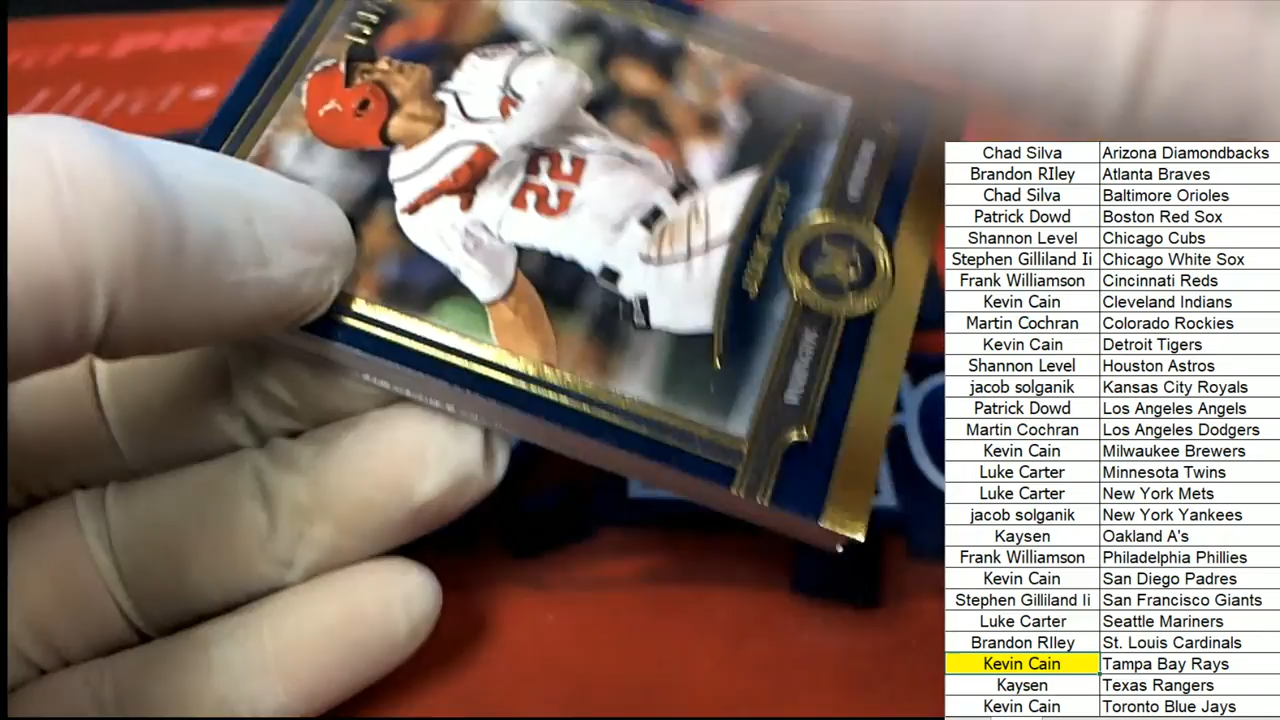 22
Chad Silva Arizona Diamondbacks
Brandon RIley Atlanta Braves
Chad Silva Baltimore Orioles
Patrick Dowd Boston Red Sox
Shannon Level Chicago Cubs
Stephen Gilliland Ii Chicago White Sox
Frank Williamson Cincinnati Reds
Kevin Cain Cleveland Indians
Martin Cochran Colorado Rockies
Kevin Cain Detroit Tigers
Shannon Level Houston Astros
jacob solganik Kansas City Royals
Patrick Dowd Los Angeles Angels
Martin Cochran Los Angeles Dodgers
Kevin Cain Milwaukee Brewers
Luke Carter Minnesota Twins
Luke Carter New York Mets
jacob solganik New York Yankees
Kaysen Oakland A's
Frank Williamson Philadelphia Phillies
Kevin Cain San Diego Padres
Stephen Gilliland Ii San Francisco Giants
Luke Carter Seattle Mariners
Brandon RIley St. Louis Cardinals
Kevin Cain Tampa Bay Rays
Kaysen Texas Rangers
Kevin Cain Toronto Blue Jays